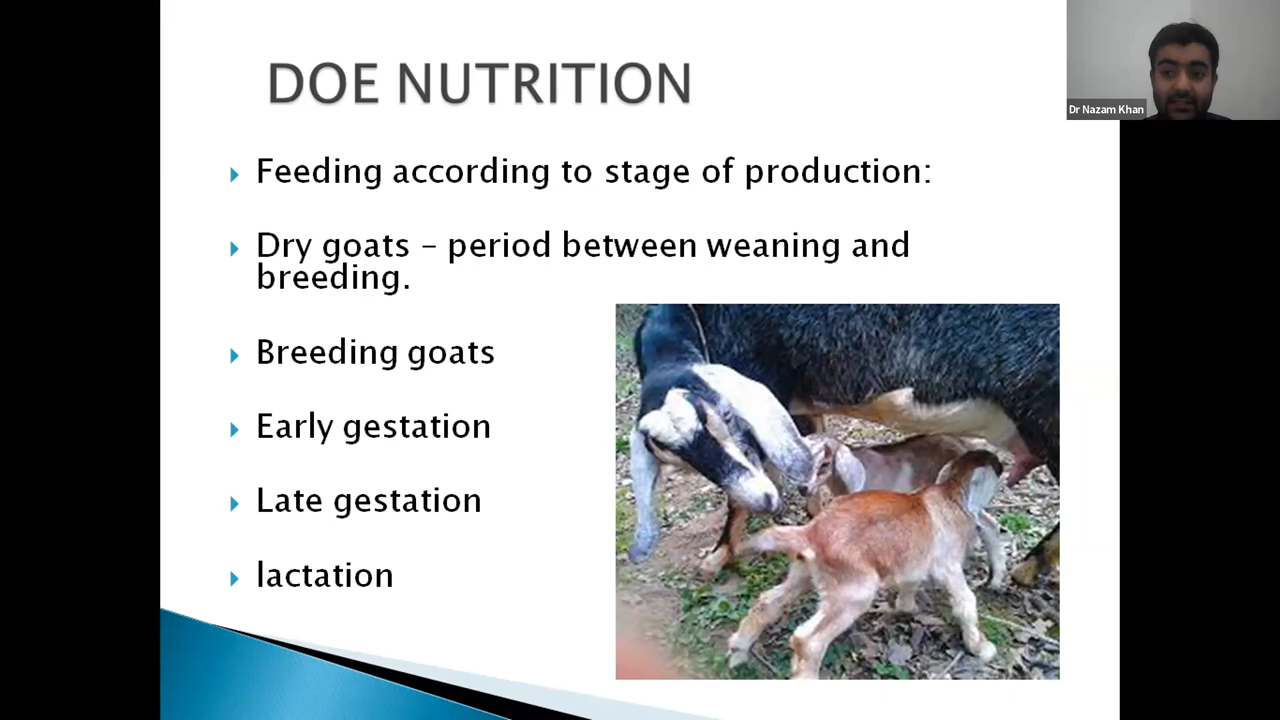 DOE NUTRITION
Dr Nazam Khan
Feeding according to stage of production:
Dry goats – period between weaning and
breeding.
Breeding goats
Early gestation
Late gestation
lactation